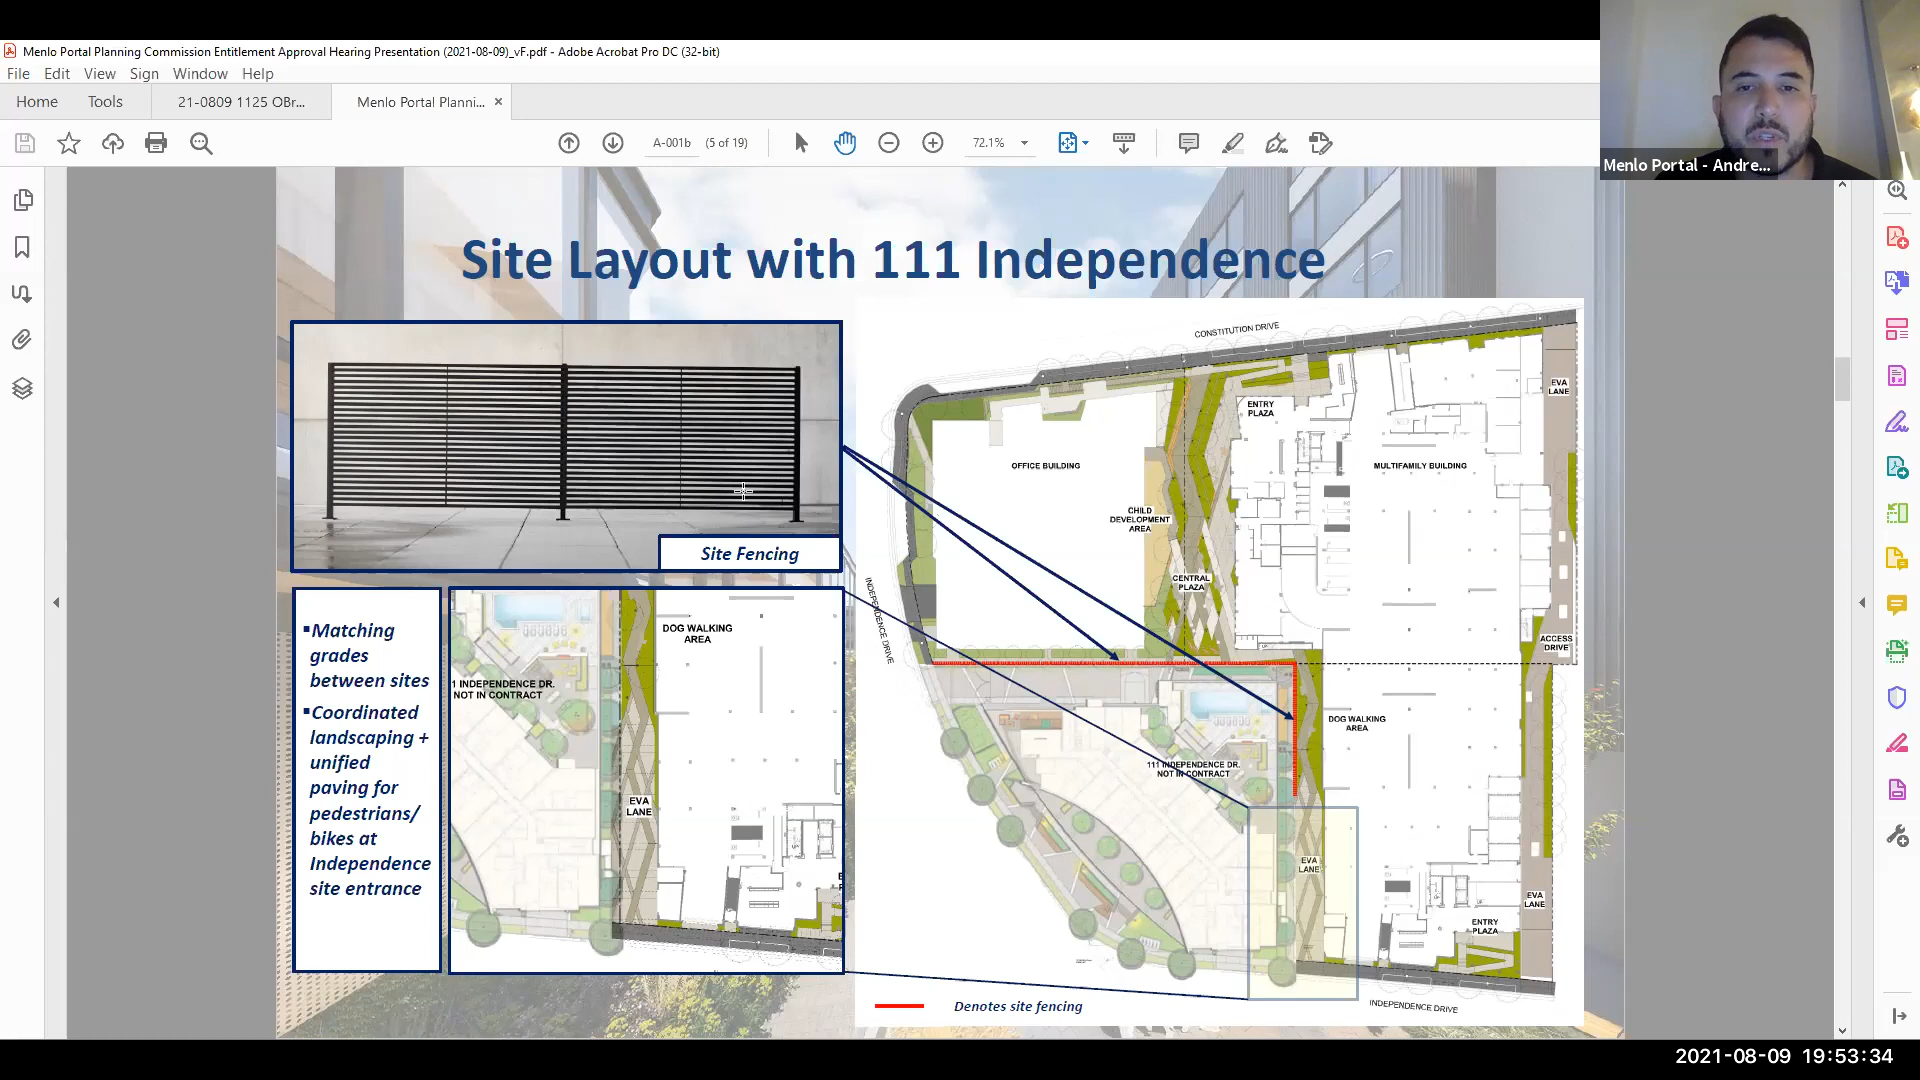 Menlo Portal Planning Commission Entitlement Approval Hearing Presentation (2021-08-09)_vF.pdf - Adobe Acrobat Pro DC (32-bit)
File Edit View Sign Window Help
Home Tools 21-0809 1125 OBr... Menlo Portal Planni... ×
A-001b (5 of 19) 72.1%
Menlo Portal - Andre...
Site Layout with 111 Independence
Site Fencing
▪Matching
grades
between sites
▪Coordinated
landscaping +
unified
paving for
pedestrians/
bikes at
Independence
site entrance
DOG WALKING
AREA
1 INDEPENDENCE DR.
NOT IN CONTRACT
EVA
LANE
CONSTITUTION DRIVE
EVA
LANE
ENTRY
PLAZA
OFFICE BUILDING
MULTIFAMILY BUILDING
CHILD
DEVELOPMENT
AREA
CENTRAL
PLAZA
INDEPENDENCE DRIVE
ACCESS
DRIVE
DOG WALKING
AREA
111 INDEPENDENCE DR.
NOT IN CONTRACT
EVA
LANE
EVA
LANE
ENTRY
PLAZA
INDEPENDENCE DRIVE
Denotes site fencing
2021-08-09 19:53:34